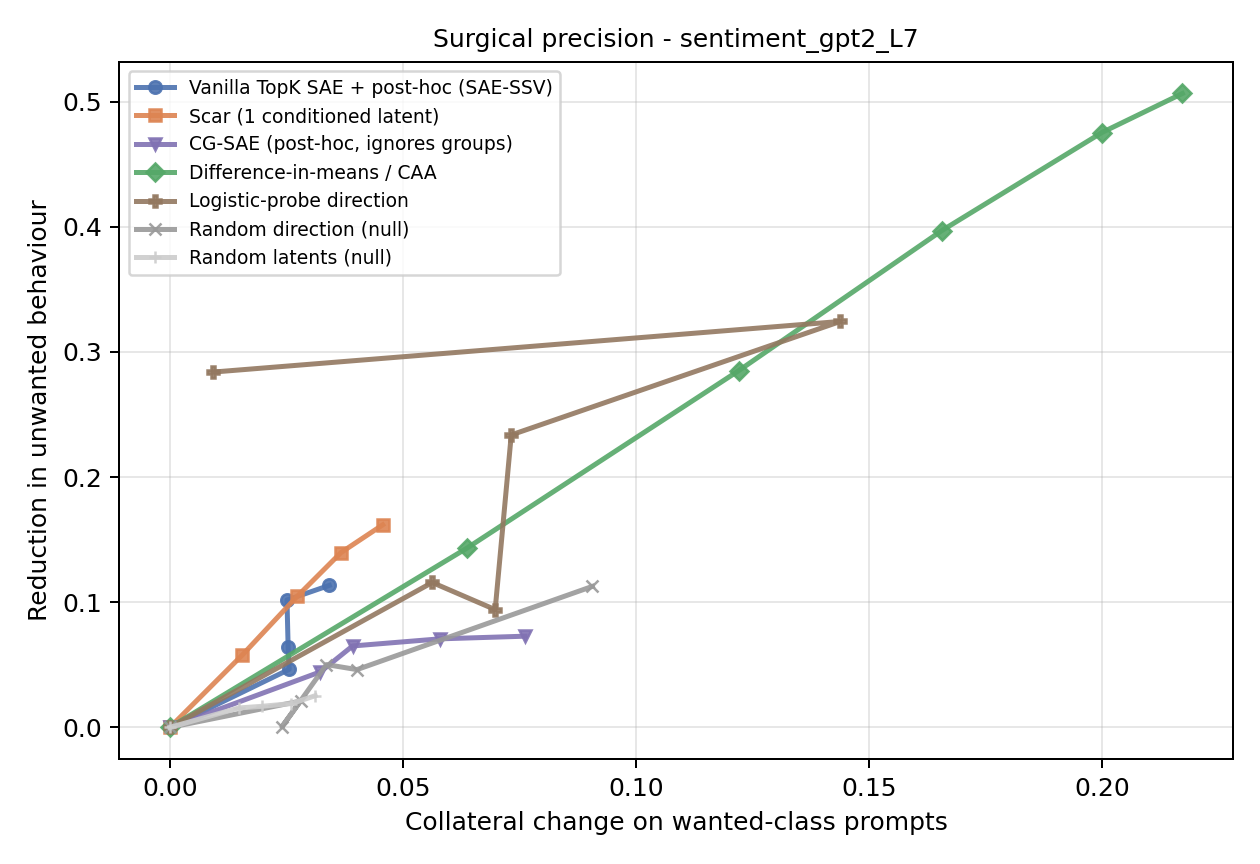 Surgical precision - sentiment_gpt2_L7
Vanilla TopK SAE + post-hoc (SAE-SSV)
Scar (1 conditioned latent)
CG-SAE (post-hoc, ignores groups)
Difference-in-means / CAA
Logistic-probe direction
Random direction (null)
Random latents (null)
Reduction in unwanted behaviour
0.5
0.4
0.3
0.2
0.1
0.0
0.00 0.05 0.10 0.15 0.20
Collateral change on wanted-class prompts